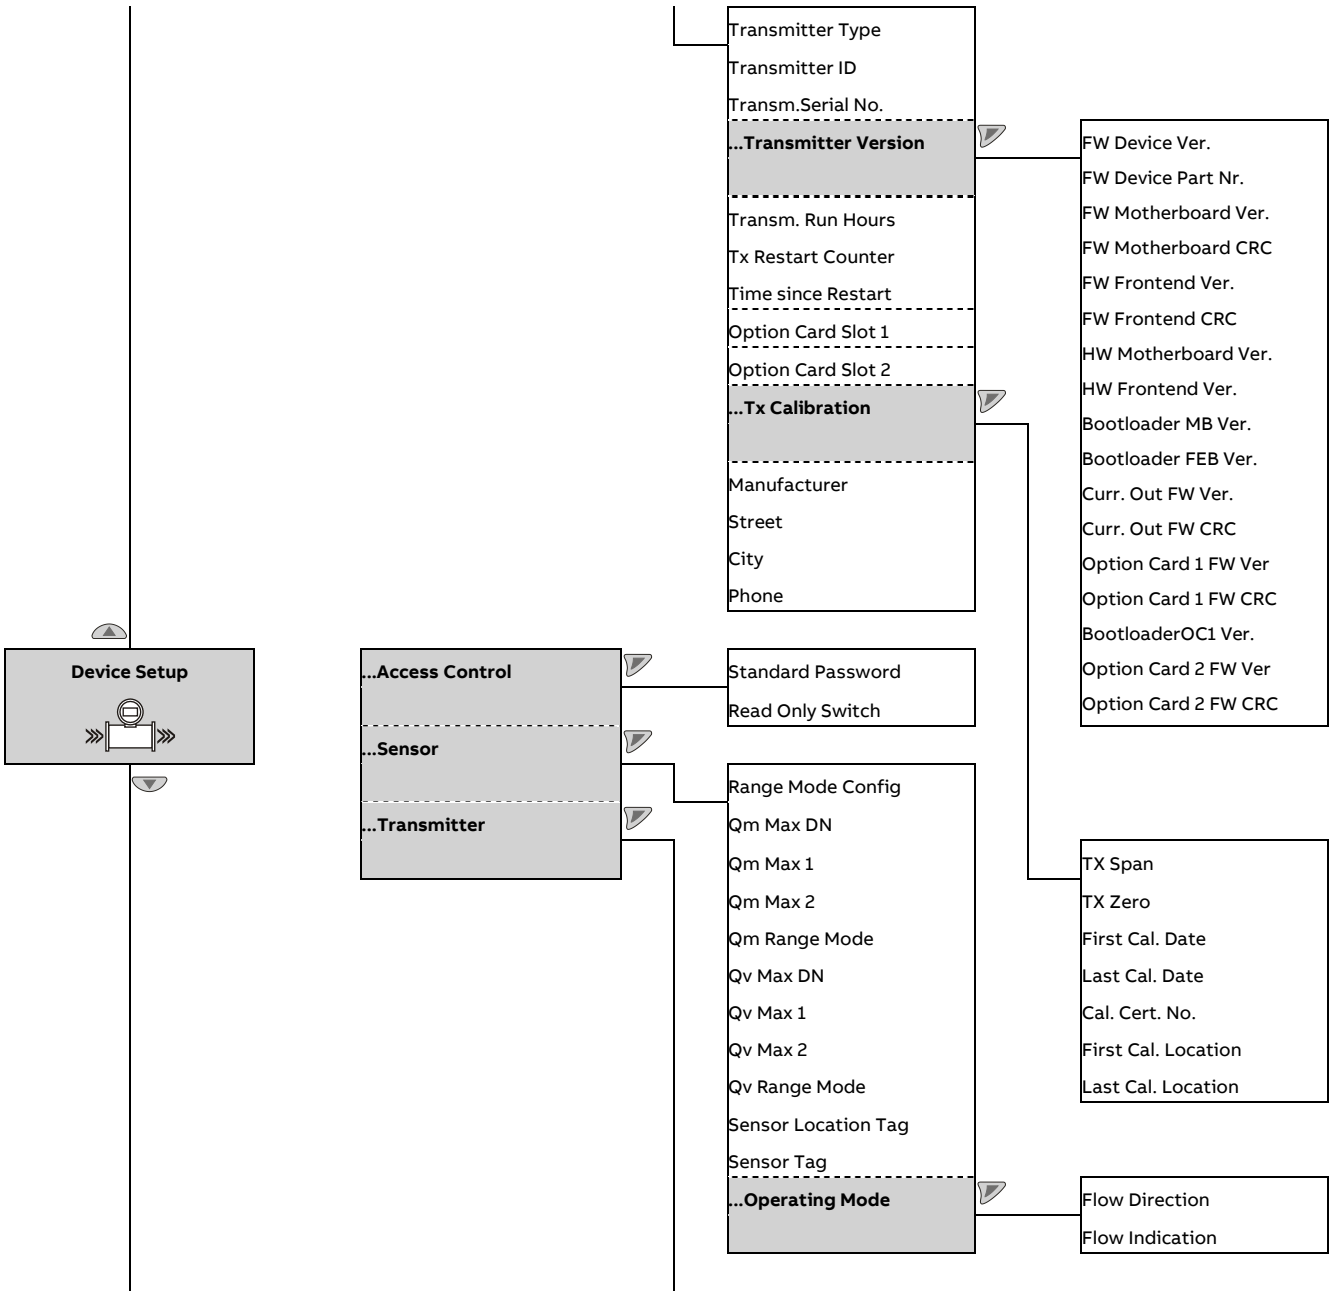 Transmitter Type
Transmitter ID
Transm.Serial No.
...Transmitter Version
Transm. Run Hours
Tx Restart Counter
Time since Restart
Option Card Slot 1
Option Card Slot 2
...Tx Calibration
Manufacturer
Street
City
Phone
FW Device Ver.
FW Device Part Nr.
FW Motherboard Ver.
FW Motherboard CRC
FW Frontend Ver.
FW Frontend CRC
HW Motherboard Ver.
HW Frontend Ver.
Bootloader MB Ver.
Bootloader FEB Ver.
Curr. Out FW Ver.
Curr. Out FW CRC
Option Card 1 FW Ver
Option Card 1 FW CRC
BootloaderOC1 Ver.
Option Card 2 FW Ver
Option Card 2 FW CRC
Device Setup
...Access Control
...Sensor
...Transmitter
Standard Password
Read Only Switch
Range Mode Config
Qm Max DN
Qm Max 1
Qm Max 2
Qm Range Mode
Qv Max DN
Qv Max 1
Qv Max 2
Qv Range Mode
Sensor Location Tag
Sensor Tag
...Operating Mode
TX Span
TX Zero
First Cal. Date
Last Cal. Date
Cal. Cert. No.
First Cal. Location
Last Cal. Location
Flow Direction
Flow Indication